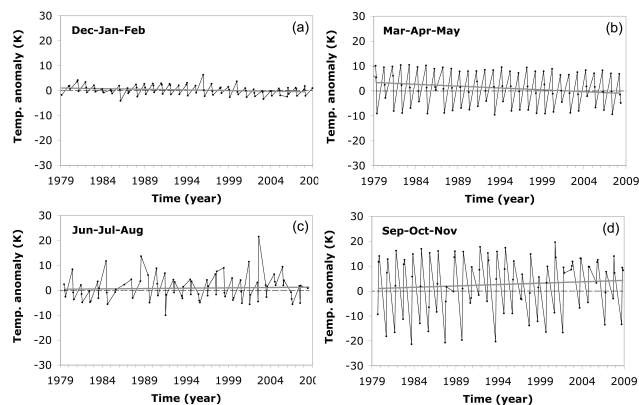 Dec-Jan-Feb (a)
Temp. anomaly (K)
30
20
10
0
-10
-20
-30
1979 1984 1989 1994 1999 2004 200
Time (year)
Mar-Apr-May (b)
Temp. anomaly (K)
30
20
10
0
-10
-20
-30
1979 1984 1989 1994 1999 2004 2009
Time (year)
Jun-Jul-Aug (c)
Temp. anomaly (K)
30
20
10
0
-10
-20
-30
1979 1984 1989 1994 1999 2004 200
Time (year)
Sep-Oct-Nov (d)
Temp. anomaly (K)
30
20
10
0
-10
-20
-30
1979 1984 1989 1994 1999 2004 2009
Time (year)